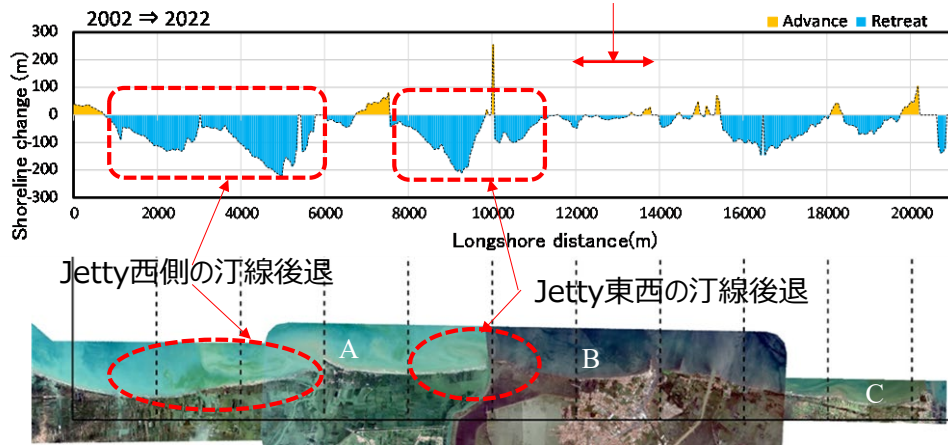 2002 ⇒ 2022
Advance Retreat
Shoreline change (m)
300
200
100
0
-100
-200
-300
0 2000 4000 6000 8000 10000 12000 14000 16000 18000 20000
Longshore distance(m)
Jetty西側の汀線後退
Jetty東西の汀線後退
A
B
C